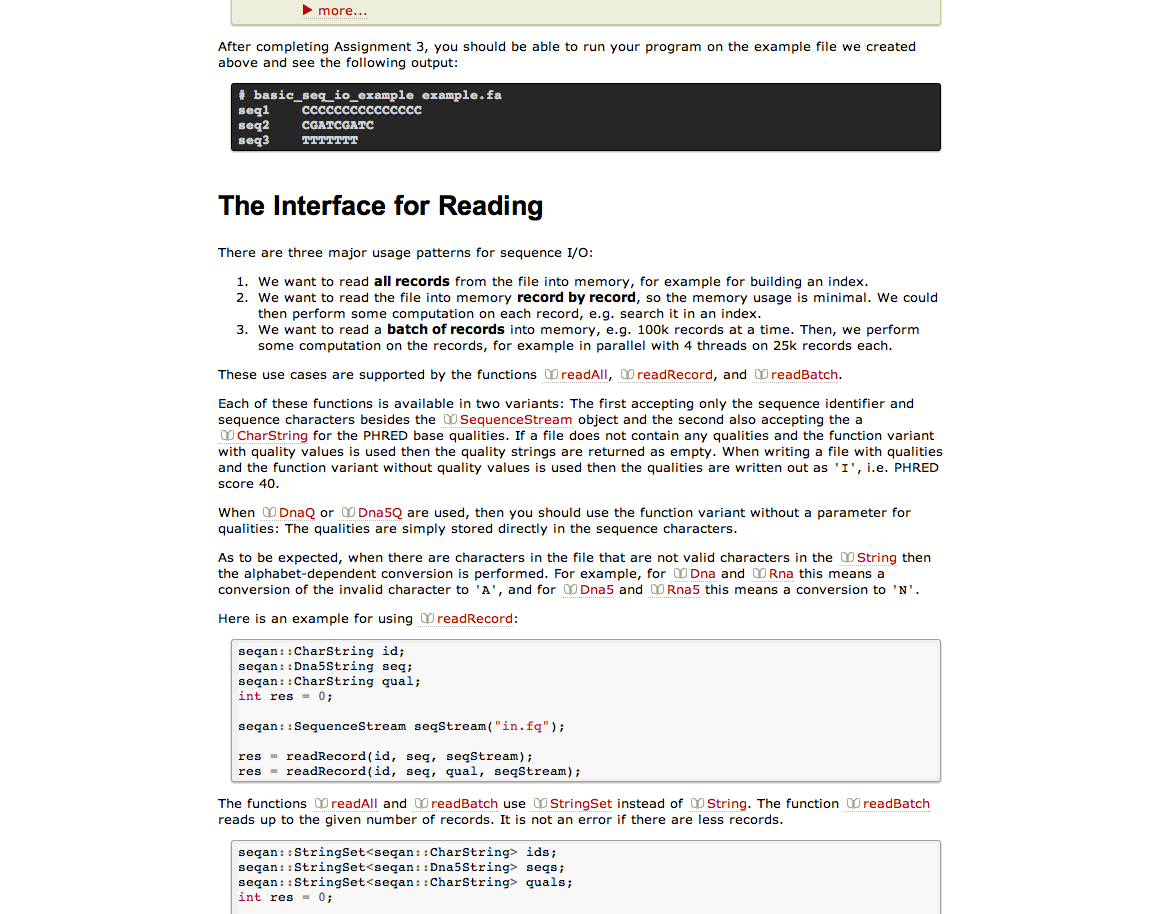 ▶ more...
After completing Assignment 3, you should be able to run your program on the example file we created
above and see the following output:
# basic_seq_io_example example.fa
seq1    CCCCCCCCCCCCCCC
seq2    CGATCGATC
seq3    TTTTTTT
The Interface for Reading
There are three major usage patterns for sequence I/O:
1. We want to read all records from the file into memory, for example for building an index.
2. We want to read the file into memory record by record, so the memory usage is minimal. We could
then perform some computation on each record, e.g. search it in an index.
3. We want to read a batch of records into memory, e.g. 100k records at a time. Then, we perform
some computation on the records, for example in parallel with 4 threads on 25k records each.
These use cases are supported by the functions readAll, readRecord, and readBatch.
Each of these functions is available in two variants: The first accepting only the sequence identifier and
sequence characters besides the SequenceStream object and the second also accepting the a
CharString for the PHRED base qualities. If a file does not contain any qualities and the function variant
with quality values is used then the quality strings are returned as empty. When writing a file with qualities
and the function variant without quality values is used then the qualities are written out as 'I', i.e. PHRED
score 40.
When DnaQ or Dna5Q are used, then you should use the function variant without a parameter for
qualities: The qualities are simply stored directly in the sequence characters.
As to be expected, when there are characters in the file that are not valid characters in the String then
the alphabet-dependent conversion is performed. For example, for Dna and Rna this means a
conversion of the invalid character to 'A', and for Dna5 and Rna5 this means a conversion to 'N'.
Here is an example for using readRecord:
seqan::CharString id;
seqan::Dna5String seq;
seqan::CharString qual;
int res = 0;
seqan::SequenceStream seqStream("in.fq");
res = readRecord(id, seq, seqStream);
res = readRecord(id, seq, qual, seqStream);
The functions readAll and readBatch use StringSet instead of String. The function readBatch
reads up to the given number of records. It is not an error if there are less records.
seqan::StringSet<seqan::CharString> ids;
seqan::StringSet<seqan::Dna5String> seqs;
seqan::StringSet<seqan::CharString> quals;
int res = 0;